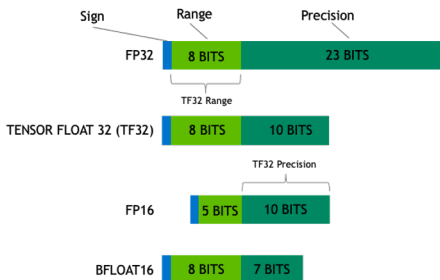 Sign Range Precision
FP32 8 BITS 23 BITS
TF32 Range
TENSOR FLOAT 32 (TF32) 8 BITS 10 BITS
TF32 Precision
FP16 5 BITS 10 BITS
BFLOAT16 8 BITS 7 BITS